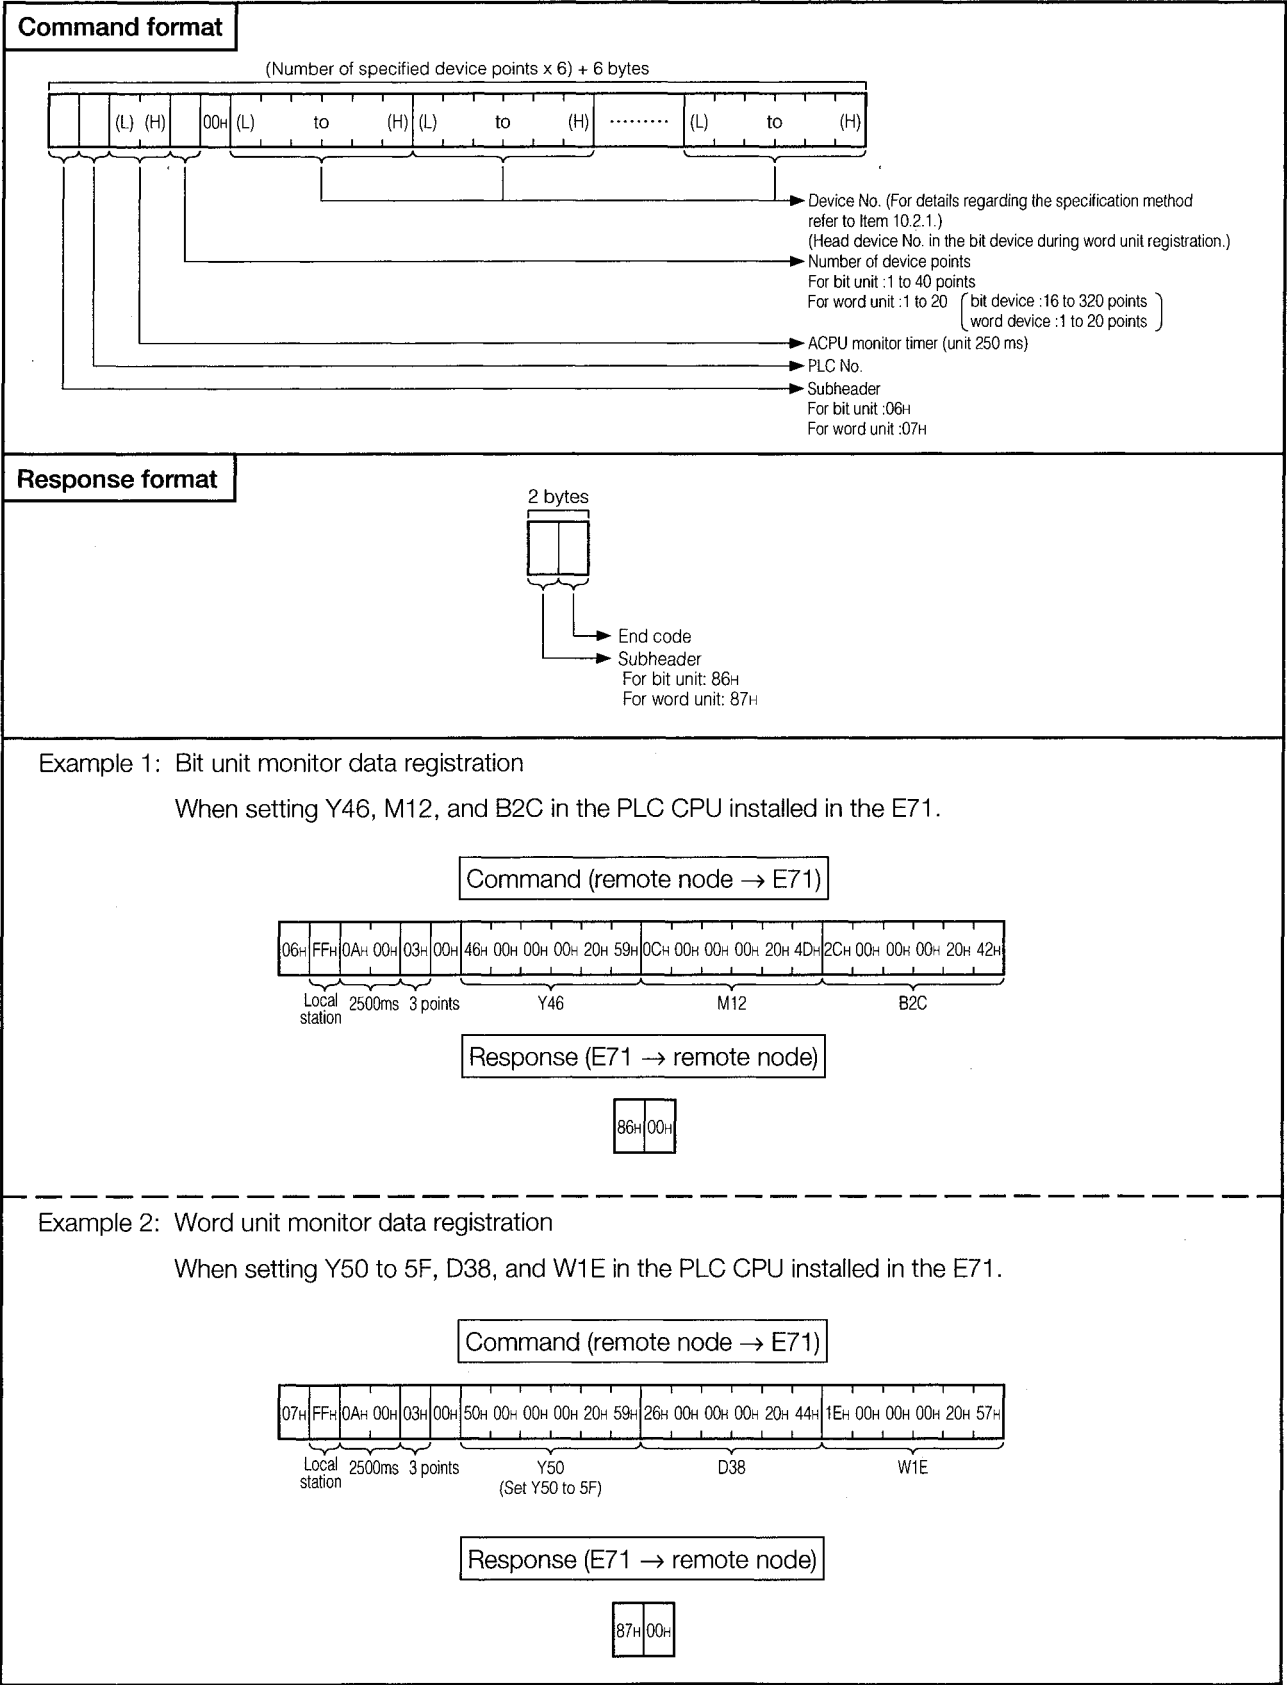 Command format
(Number of specified device points x 6) + 6 bytes
(L) (H) 00H (L) to (H) (L) to (H) ········· (L) to (H)
Device No. (For details regarding the specification method
refer to Item 10.2.1.)
(Head device No. in the bit device during word unit registration.)
Number of device points
For bit unit :1 to 40 points
For word unit :1 to 20 bit device :16 to 320 points
word device :1 to 20 points
ACPU monitor timer (unit 250 ms)
PLC No.
Subheader
For bit unit :06H
For word unit :07H
Response format
2 bytes
End code
Subheader
For bit unit: 86H
For word unit: 87H
Example 1: Bit unit monitor data registration
When setting Y46, M12, and B2C in the PLC CPU installed in the E71.
Command (remote node → E71)
06H FFH 0AH 00H 03H 00H 46H 00H 00H 00H 20H 59H 0CH 00H 00H 00H 20H 4DH 2CH 00H 00H 00H 20H 42H
Local 2500ms 3 points Y46 M12 B2C
station
Response (E71 → remote node)
86H 00H
Example 2: Word unit monitor data registration
When setting Y50 to 5F, D38, and W1E in the PLC CPU installed in the E71.
Command (remote node → E71)
07H FFH 0AH 00H 03H 00H 50H 00H 00H 00H 20H 59H 26H 00H 00H 00H 20H 44H 1EH 00H 00H 00H 20H 57H
Local 2500ms 3 points Y50 D38 W1E
station (Set Y50 to 5F)
Response (E71 → remote node)
87H 00H